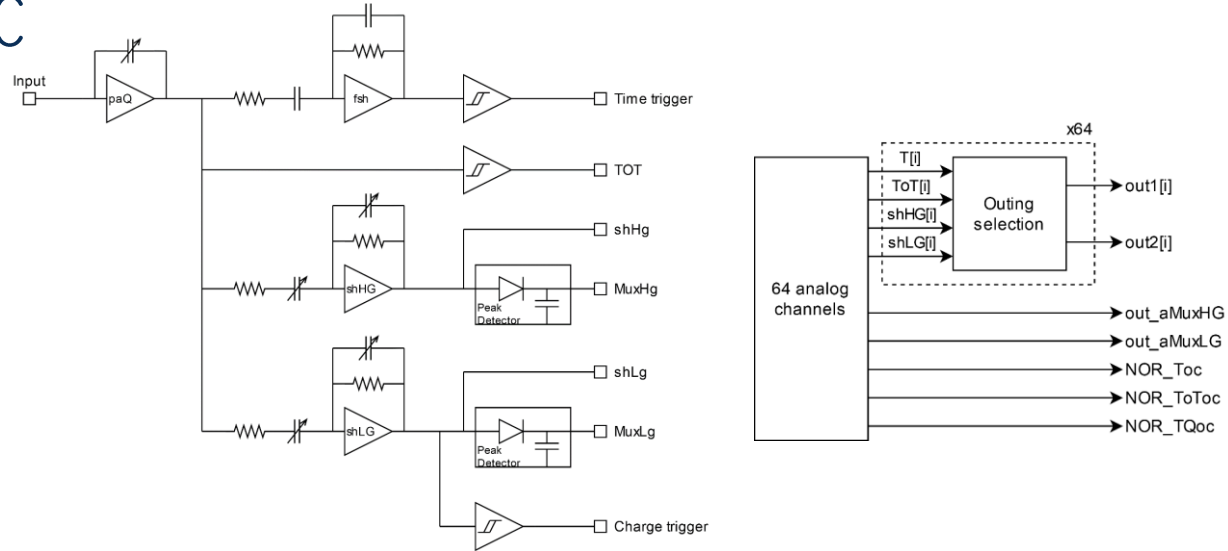 C
Input
paQ
fsh
Time trigger
TOT
shHg
shHG
MuxHg
Peak
Detector
shLg
shLG
MuxLg
Peak
Detector
Charge trigger
x64
T[i]
ToT[i]
shHG[i]
shLG[i]
Outing
selection
out1[i]
out2[i]
64 analog
channels
out_aMuxHG
out_aMuxLG
NOR_Toc
NOR_ToToc
NOR_TQoc